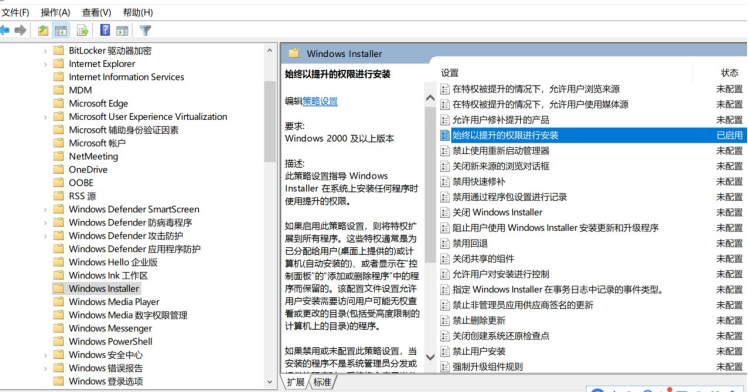 文件(F) 操作(A) 查看(V) 帮助(H)
BitLocker 驱动器加密
Internet Explorer
Internet Information Services
MDM
Microsoft Edge
Microsoft User Experience Virtualization
Microsoft 辅助身份验证因素
Microsoft 帐户
NetMeeting
OneDrive
OOBE
RSS 源
Windows Defender SmartScreen
Windows Defender 防病毒程序
Windows Defender 攻击防护
Windows Defender 应用程序防护
Windows Hello 企业版
Windows Ink 工作区
Windows Installer
Windows Media Player
Windows Media 数字权限管理
Windows Messenger
Windows PowerShell
Windows 安全中心
Windows 错误报告
Windows 登录选项
Windows Installer
始终以提升的权限进行安装
编辑策略设置
要求:
Windows 2000 及以上版本
描述:
此策略设置指导 Windows
Installer 在系统上安装任何程序时
使用提升的权限。
如果启用此策略设置，则将特权扩
展到所有程序。这些特权通常是为
已分配给用户(桌面上提供的)或计
算机(自动安装的)、或者显示在“控
制面板”的“添加或删除程序”中的程
序而保留的。该配置文件设置允许
用户安装需要访问用户可能无权查
看或更改的目录(包括受高度限制的
计算机上的目录)的程序。
如果禁用或未配置此策略设置，当
安装的程序不是系统管理员分发或
设置 状态
在特权被提升的情况下，允许用户浏览来源 未配置
在特权被提升的情况下，允许用户使用媒体源 未配置
允许用户修补提升的产品 未配置
始终以提升的权限进行安装 已启用
禁止使用重新启动管理器 未配置
关闭新来源的浏览对话框 未配置
禁用快速修补 未配置
禁用通过程序包设置进行记录 未配置
关闭 Windows Installer 未配置
阻止用户使用 Windows Installer 安装更新和升级程序 未配置
禁用回退 未配置
关闭共享的组件 未配置
允许用户对安装进行控制 未配置
指定 Windows Installer 在事务日志中记录的事件类型。 未配置
禁止非管理员应用供应商签名的更新 未配置
禁止删除更新 未配置
关闭创建系统还原检查点 未配置
禁止用户安装 未配置
强制升级组件规则 未配置
扩展 标准